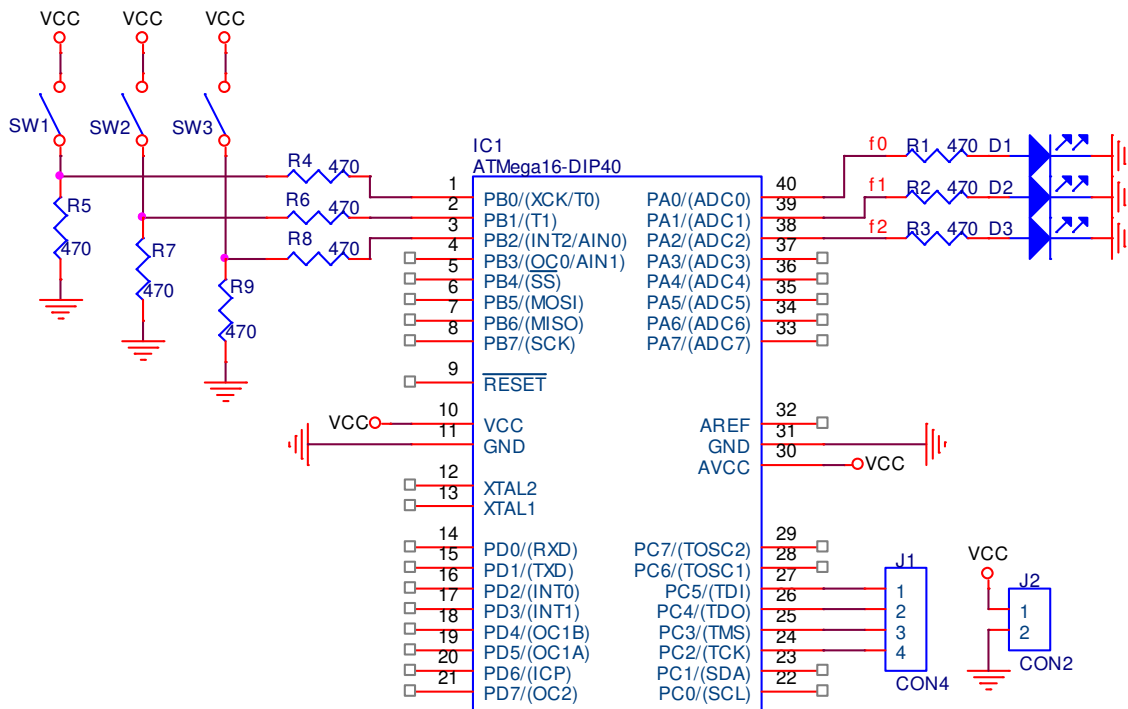 VCC VCC VCC
SW1 SW2 SW3
R4 470
R5 470
R6 470
R7 470
R8 470
R9 470
IC1
ATMega16-DIP40
1 PB0/(XCK/T0)
2 PB1/(T1)
3 PB2/(INT2/AIN0)
4 PB3/(OC0/AIN1)
5 PB4/(SS)
6 PB5/(MOSI)
7 PB6/(MISO)
8 PB7/(SCK)
9 RESET
VCC 10 VCC
11 GND
12 XTAL2
13 XTAL1
14 PD0/(RXD)
15 PD1/(TXD)
16 PD2/(INT0)
17 PD3/(INT1)
18 PD4/(OC1B)
19 PD5/(OC1A)
20 PD6/(ICP)
21 PD7/(OC2)
PA0/(ADC0) 40
PA1/(ADC1) 39
PA2/(ADC2) 38
PA3/(ADC3) 37
PA4/(ADC4) 36
PA5/(ADC5) 35
PA6/(ADC6) 34
PA7/(ADC7) 33
AREF 32
GND 31
AVCC 30 VCC
PC7/(TOSC2) 29
PC6/(TOSC1) 28
PC5/(TDI) 27
PC4/(TDO) 26
PC3/(TMS) 25
PC2/(TCK) 24
PC1/(SDA) 23
PC0/(SCL) 22
f0 R1 470 D1
f1 R2 470 D2
f2 R3 470 D3
J1
1
2
3
4
CON4
VCC
J2
1
2
CON2